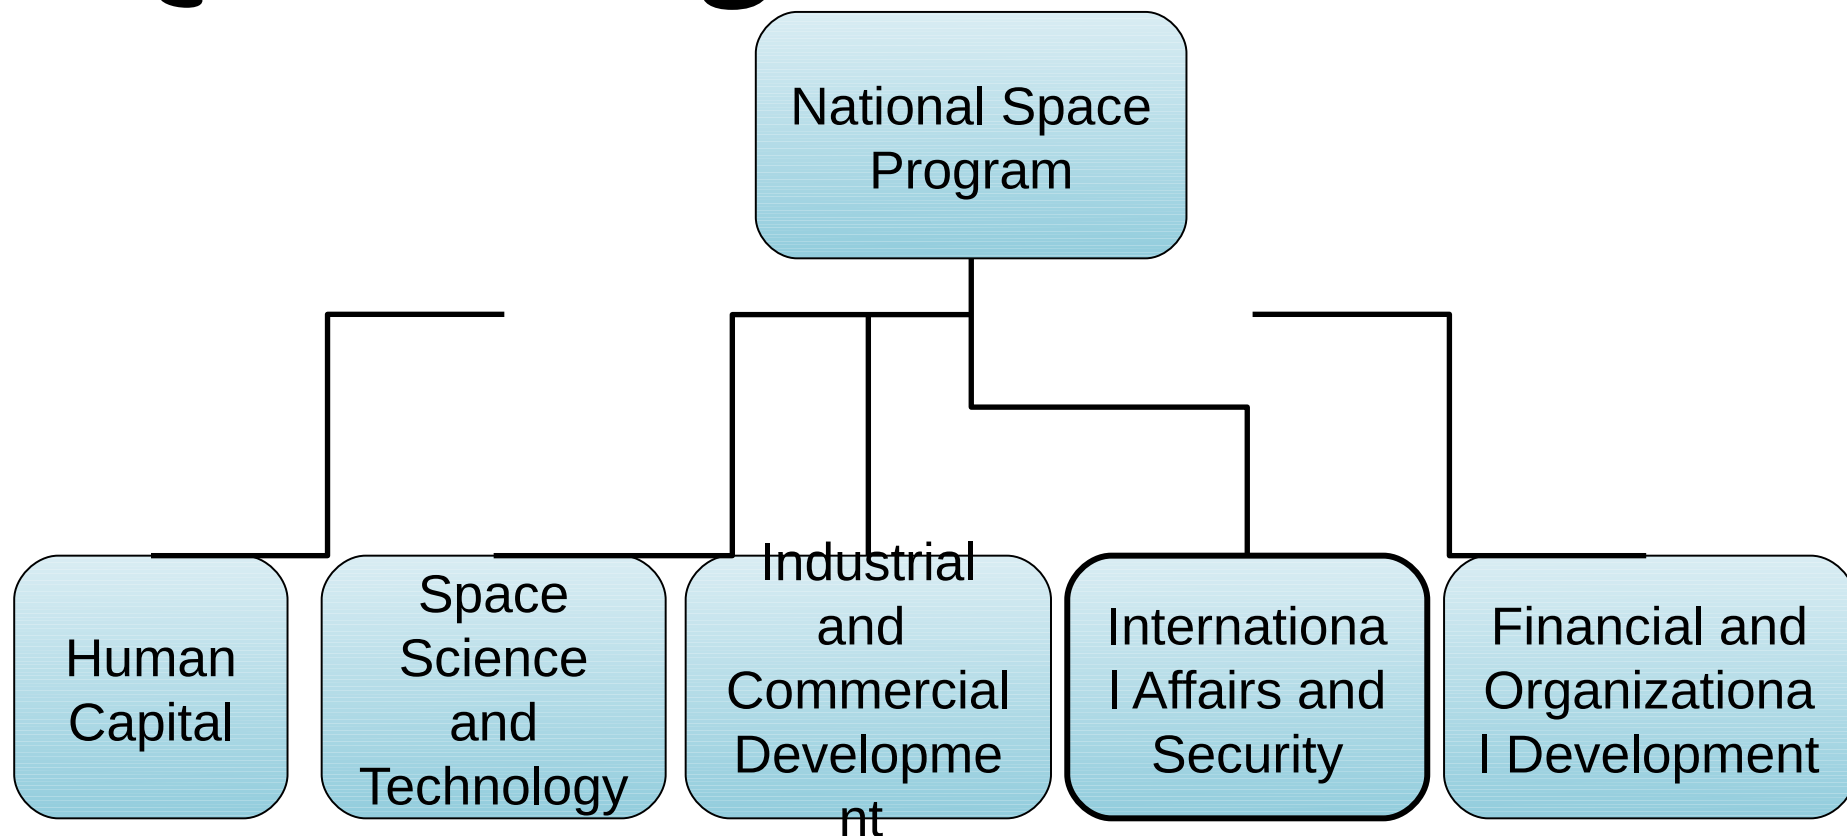 National Space
Program
Human
Capital
Space
Science
and
Technology
Industrial
and
Commercial
Developme
nt
Internationa
l Affairs and
Security
Financial and
Organizationa
l Development